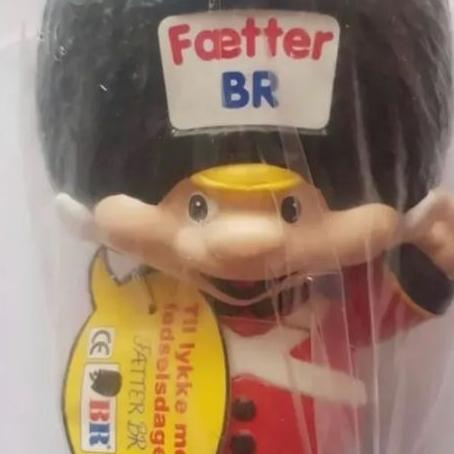 Fætter
BR
Til lykke me
fødselsdage
FÆTTER BR
CE
BR